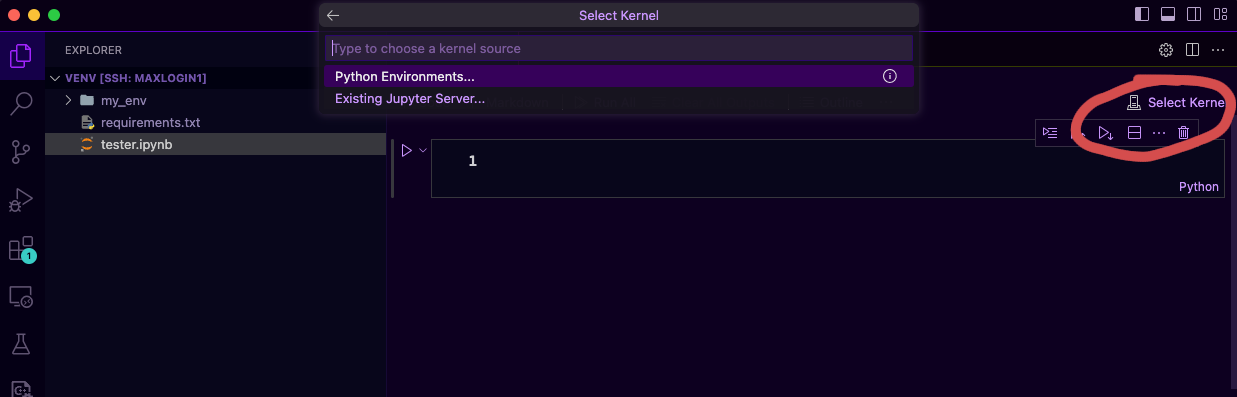 Select Kernel
Type to choose a kernel source
Python Environments...
Existing Jupyter Server...
EXPLORER
VENV [SSH: MAXLOGIN1]
my_env
requirements.txt
tester.ipynb
Select Kerne
1
Python
1